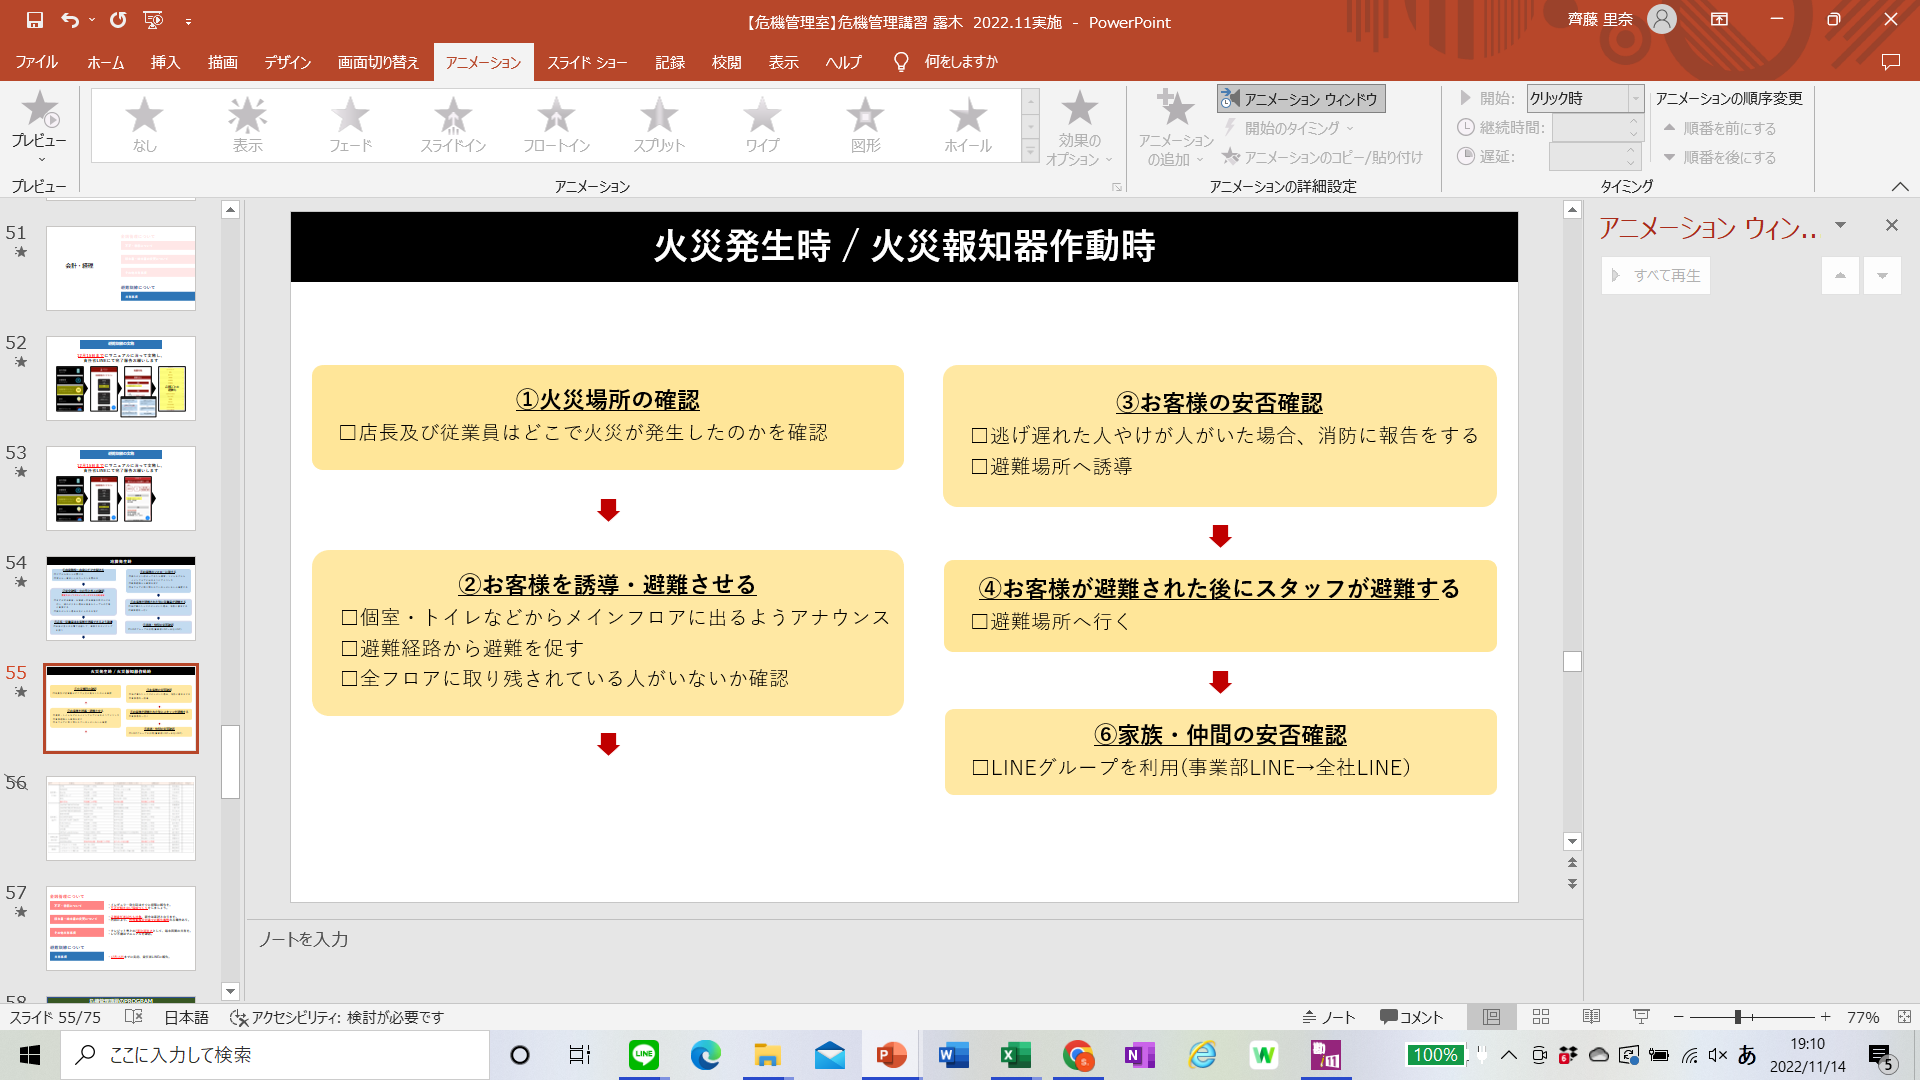 【危機管理室】危機管理講習 露木 2022.11実施 - PowerPoint
齊藤 里奈
ファイル ホーム 挿入 描画 デザイン 画面切り替え アニメーション スライド ショー 記録 校閲 表示 ヘルプ 何をしますか
プレビュー
プレビュー
なし 表示 フェード スライドイン フロートイン スプリット ワイプ 図形 ホイール
アニメーション
効果の
オプション
アニメーション
の追加
アニメーション ウィンドウ
開始のタイミング
アニメーションのコピー/貼り付け
アニメーションの詳細設定
開始: クリック時
継続時間:
遅延:
アニメーションの順序変更
順番を前にする
順番を後にする
タイミング
51
会計・経理
52
53
54
55
56
57
58
危機管理講習のPROGRAM
火災発生時 / 火災報知器作動時
①火災場所の確認
□店長及び従業員はどこで火災が発生したのかを確認
②お客様を誘導・避難させる
□個室・トイレなどからメインフロアに出るようアナウンス
□避難経路から避難を促す
□全フロアに取り残されている人がいないか確認
③お客様の安否確認
□逃げ遅れた人やけが人がいた場合、消防に報告をする
□避難場所へ誘導
④お客様が避難された後にスタッフが避難する
□避難場所へ行く
⑥家族・仲間の安否確認
□LINEグループを利用(事業部LINE→全社LINE)
アニメーション ウィン..
すべて再生
ノートを入力
スライド 55/75 日本語 アクセシビリティ: 検討が必要です
ノート コメント 77%
ここに入力して検索
LINE
100%
あ
19:10
2022/11/14
5